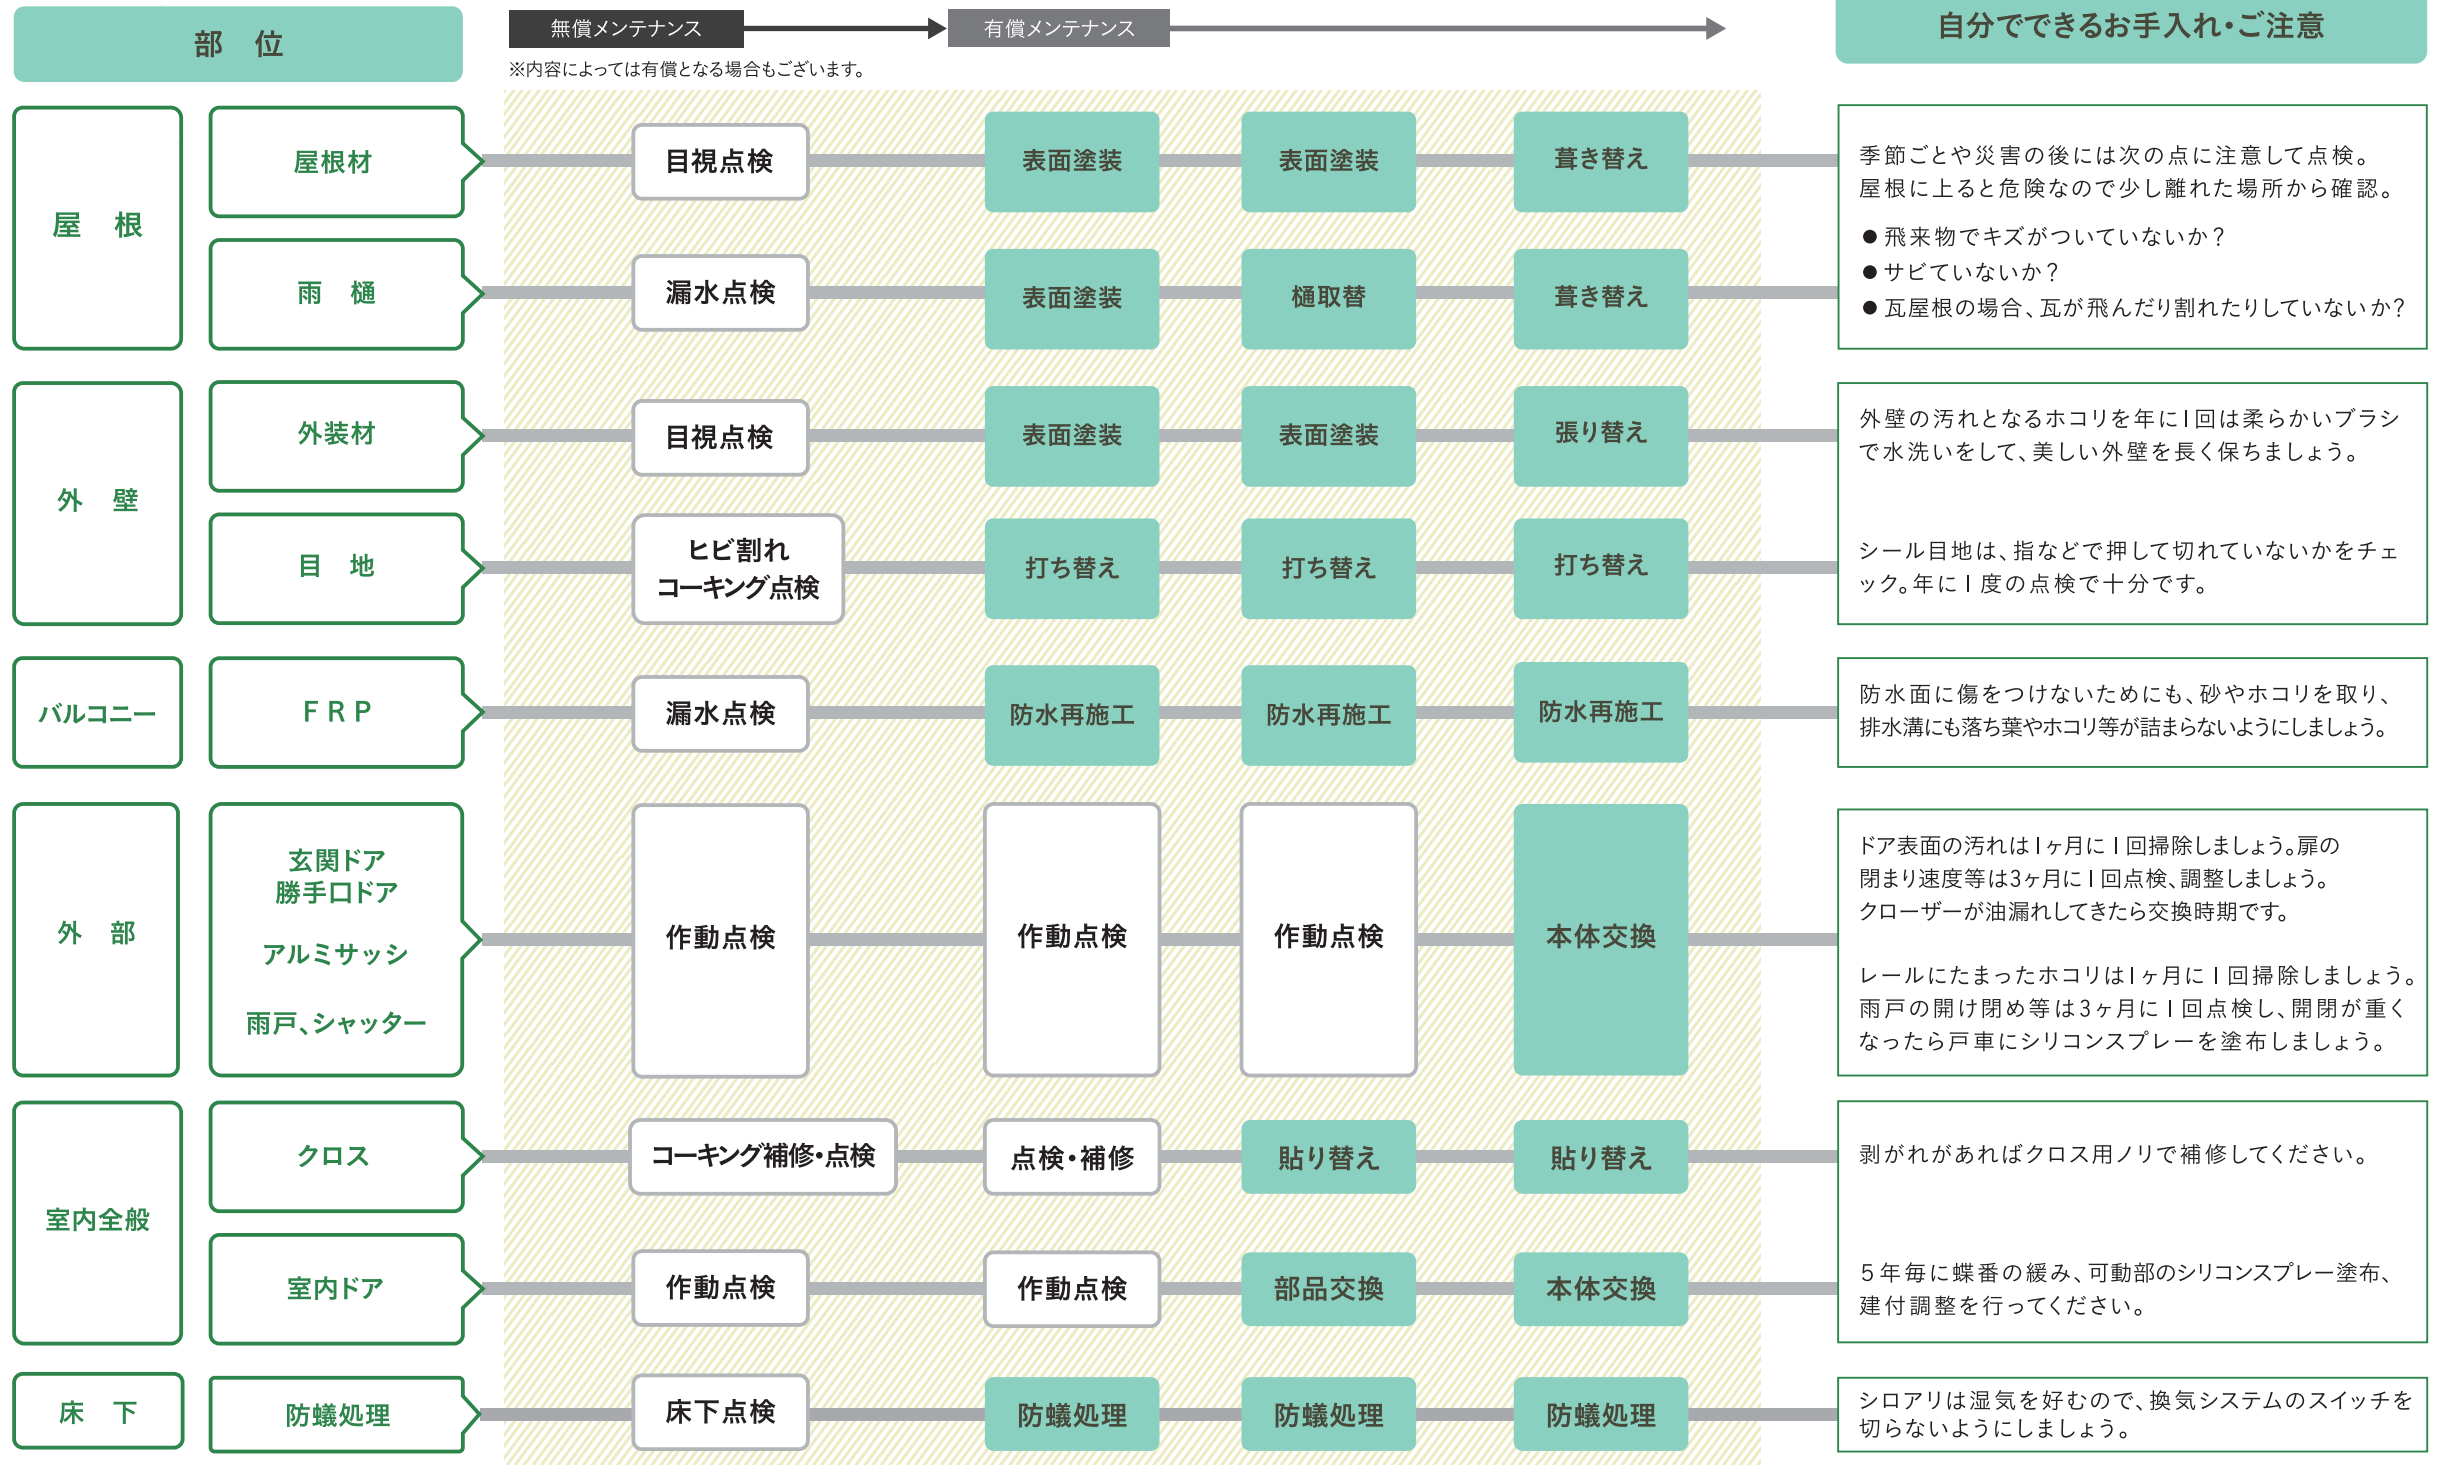 部　位
無償メンテナンス
有償メンテナンス
自分でできるお手入れ・ご注意
※内容によっては有償となる場合もございます。
屋　根
屋根材
目視点検
表面塗装
表面塗装
葺き替え
季節ごとや災害の後には次の点に注意して点検。
屋根に上ると危険なので少し離れた場所から確認。
●飛来物でキズがついていないか？
●サビていないか？
●瓦屋根の場合、瓦が飛んだり割れたりしていないか？
雨　樋
漏水点検
表面塗装
樋取替
葺き替え
外　壁
外装材
目視点検
表面塗装
表面塗装
張り替え
外壁の汚れとなるホコリを年に1回は柔らかいブラシ
で水洗いをして、美しい外壁を長く保ちましょう。
目　地
ヒビ割れ
コーキング点検
打ち替え
打ち替え
打ち替え
シール目地は、指などで押して切れていないかをチェ
ック。年に1度の点検で十分です。
バルコニー
FRP
漏水点検
防水再施工
防水再施工
防水再施工
防水面に傷をつけないためにも、砂やホコリを取り、
排水溝にも落ち葉やホコリ等が詰まらないようにしましょう。
外　部
玄関ドア
勝手口ドア
アルミサッシ
雨戸、シャッター
作動点検
作動点検
作動点検
本体交換
ドア表面の汚れは1ヶ月に1回掃除しましょう。扉の
閉まり速度等は3ヶ月に1回点検、調整しましょう。
クローザーが油漏れしてきたら交換時期です。
レールにたまったホコリは1ヶ月に1回掃除しましょう。
雨戸の開け閉め等は3ヶ月に1回点検し、開閉が重く
なったら戸車にシリコンスプレーを塗布しましょう。
室内全般
クロス
コーキング補修・点検
点検・補修
貼り替え
貼り替え
剥がれがあればクロス用ノリで補修してください。
室内ドア
作動点検
作動点検
部品交換
本体交換
5年毎に蝶番の緩み、可動部のシリコンスプレー塗布、
建付調整を行ってください。
床　下
防蟻処理
床下点検
防蟻処理
防蟻処理
防蟻処理
シロアリは湿気を好むので、換気システムのスイッチを
切らないようにしましょう。